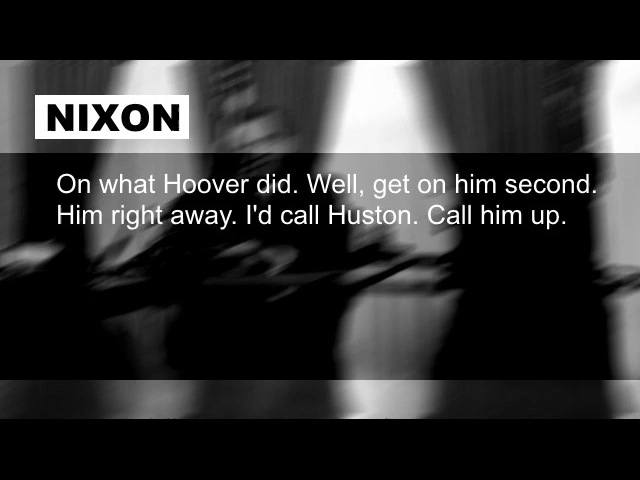 NIXON
On what Hoover did. Well, get on him second.
Him right away. I'd call Huston. Call him up.